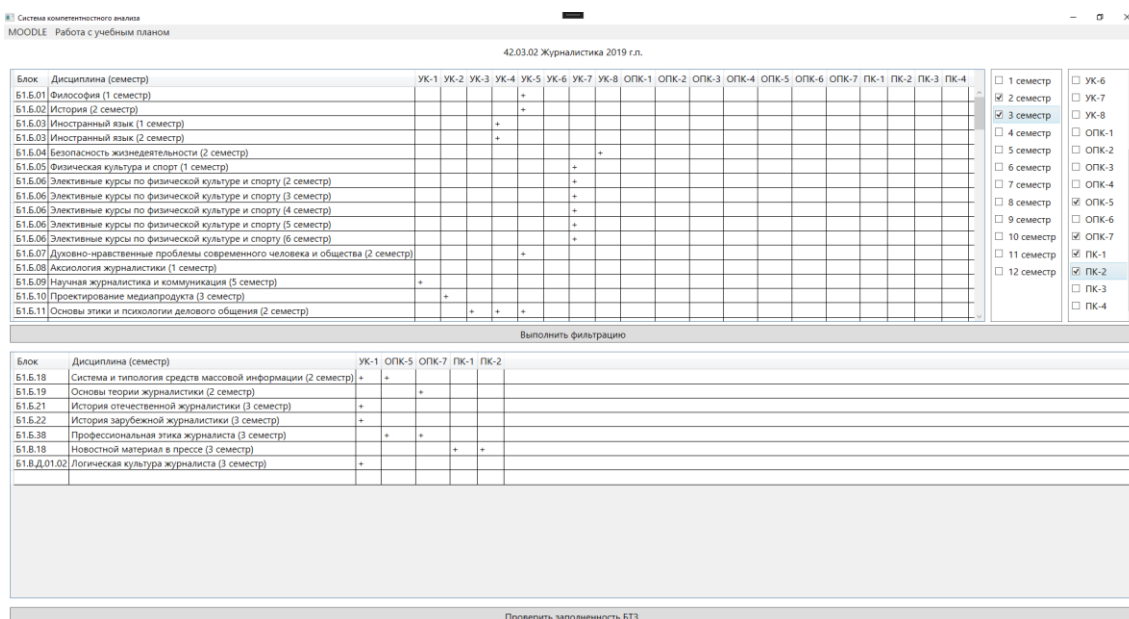 Система компетентностного анализа
MOODLE Работа с учебным планом
42.03.02 Журналистика 2019 г.п.
Блок Дисциплина (семестр) УК-1 УК-2 УК-3 УК-4 УК-5 УК-6 УК-7 УК-8 ОПК-1 ОПК-2 ОПК-3 ОПК-4 ОПК-5 ОПК-6 ОПК-7 ПК-1 ПК-2 ПК-3 ПК-4
Б1.Б.01 Философия (1 семестр) +
Б1.Б.02 История (2 семестр) +
Б1.Б.03 Иностранный язык (1 семестр) +
Б1.Б.03 Иностранный язык (2 семестр) +
Б1.Б.04 Безопасность жизнедеятельности (2 семестр) +
Б1.Б.05 Физическая культура и спорт (1 семестр) +
Б1.Б.06 Элективные курсы по физической культуре и спорту (2 семестр) +
Б1.Б.06 Элективные курсы по физической культуре и спорту (3 семестр) +
Б1.Б.06 Элективные курсы по физической культуре и спорту (4 семестр) +
Б1.Б.06 Элективные курсы по физической культуре и спорту (5 семестр) +
Б1.Б.06 Элективные курсы по физической культуре и спорту (6 семестр) +
Б1.Б.07 Духовно-нравственные проблемы современного человека и общества (2 семестр) +
Б1.Б.08 Аксиология журналистики (1 семестр)
Б1.Б.09 Научная журналистика и коммуникация (5 семестр) +
Б1.Б.10 Проектирование медиапродукта (3 семестр) +
Б1.Б.11 Основы этики и психологии делового общения (2 семестр) + + +
1 семестр
2 семестр
3 семестр
4 семестр
5 семестр
6 семестр
7 семестр
8 семестр
9 семестр
10 семестр
11 семестр
12 семестр
УК-6
УК-7
УК-8
ОПК-1
ОПК-2
ОПК-3
ОПК-4
ОПК-5
ОПК-6
ОПК-7
ПК-1
ПК-2
ПК-3
ПК-4
Выполнить фильтрацию
Блок Дисциплина (семестр) УК-1 ОПК-5 ОПК-7 ПК-1 ПК-2
Б1.Б.18 Система и типология средств массовой информации (2 семестр) + +
Б1.Б.19 Основы теории журналистики (2 семестр) +
Б1.Б.21 История отечественной журналистики (3 семестр) +
Б1.Б.22 История зарубежной журналистики (3 семестр) +
Б1.Б.38 Профессиональная этика журналиста (3 семестр) + +
Б1.В.18 Новостной материал в прессе (3 семестр) + +
Б1.В.Д.01.02 Логическая культура журналиста (3 семестр) +
Проверить заполненность БТЗ